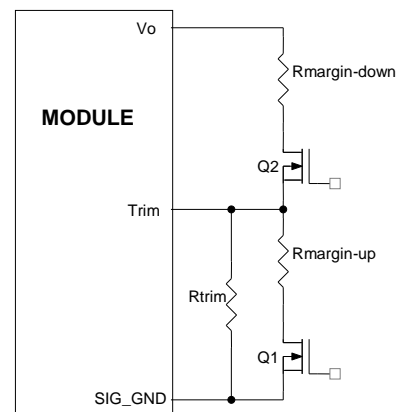 Vo
Rmargin-down
MODULE
Q2
Trim
Rmargin-up
Rtrim
Q1
SIG_GND